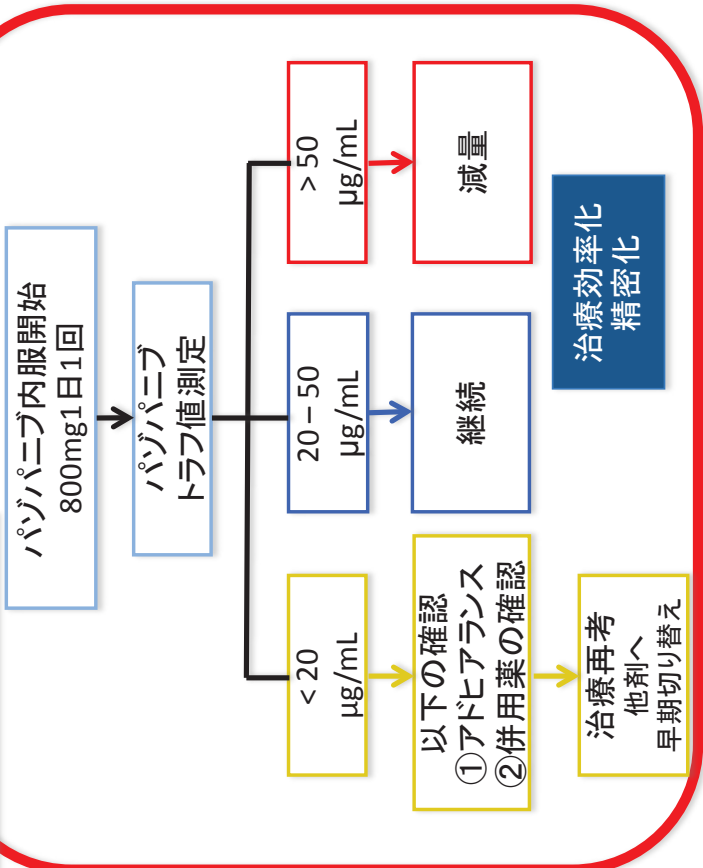 パゾパニブ内服開始
800mg1日1回
パゾパニブ
トラフ値測定
< 20
µg/mL
20－50
µg/mL
> 50
µg/mL
以下の確認
①アドヒアランス
②併用薬の確認
継続
減量
治療再考
他剤へ
早期切り替え
治療効率化
精密化